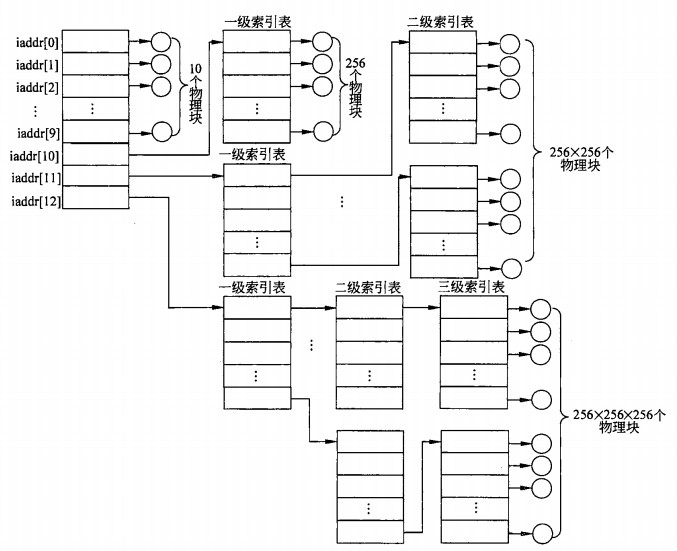 一级索引表
二级索引表
iaddr[0]
iaddr[1]
iaddr[2]
⋮
⋮
iaddr[9]
iaddr[10]
iaddr[11]
iaddr[12]
10个物理块
⋮
256个物理块
⋮
256×256个
物理块
一级索引表
⋮
⋮
⋮
一级索引表
二级索引表
三级索引表
⋮
⋮
⋮
⋮
256×256×256个
物理块
⋮
⋮